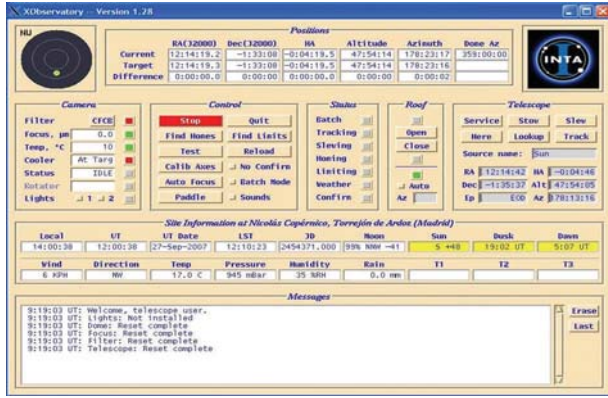 XObservatory -- Version 1.28
NU
Positions
RA(J2000) Dec(J2000) HA Altitude Azimuth Dome Az
Current 12:14:19.2 -1:33:08 -0:04:19.5 47:54:14 178:23:17 359:00:00
Target 12:14:19.3 -1:33:08 -0:04:19.5 47:54:14 178:23:16
Difference 0:00:00.0 0:00:00 0:00:00.0 0:00:00 0:00:02
INTA
Camera
Filter CFCB
Focus, µm 0.0
Temp, °C 10
Cooler At Targ
Status IDLE
Rotator
Lights 1 2
Control
Stop Quit
Find Homes Find Limits
Test Reload
Calib Axes No Confirm
Auto Focus Batch Mode
Paddle Sounds
Status
Batch
Tracking
Slewing
Homing
Limiting
Weather
Confirm
Roof
Open
Close
Auto
Az
Telescope
Service Stow Slew
Here Lookup Track
Source name: Sun
RA 12:14:42 HA -0:04:46
Dec -1:35:37 Alt 47:54:05
Ep EOD Az 178:13:16
Site Information at Nicolás Copérnico, Torrejón de Ardoz (Madrid)
Local UT UT Date LST JD Moon Sun Dusk Dawn
14:00:38 12:00:38 27-Sep-2007 12:10:23 2454371.000 99% NNW -41 S +48 19:02 UT 5:07 UT
Wind Direction Temp Pressure Humidity Rain T1 T2 T3
6 KPH NW 17.0 C 945 mBar 35 %RH 0.0 mm
Messages
9:19:03 UT: Welcome, telescope user.
9:19:03 UT: Lights: Not installed
9:19:03 UT: Dome: Reset complete
9:19:03 UT: Focus: Reset complete
9:19:03 UT: Filter: Reset complete
9:19:03 UT: Telescope: Reset complete
Erase
Last